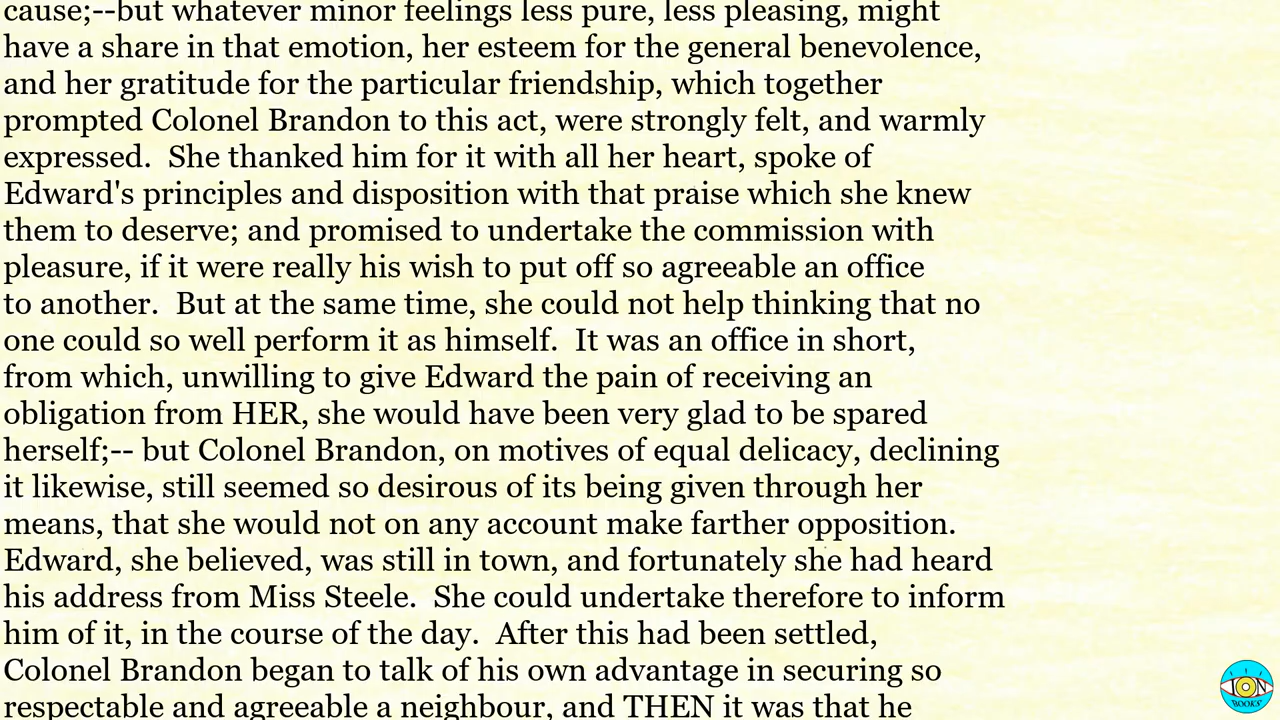 cause;--but whatever minor feelings less pure, less pleasing, might
have a share in that emotion, her esteem for the general benevolence,
and her gratitude for the particular friendship, which together
prompted Colonel Brandon to this act, were strongly felt, and warmly
expressed.  She thanked him for it with all her heart, spoke of
Edward's principles and disposition with that praise which she knew
them to deserve; and promised to undertake the commission with
pleasure, if it were really his wish to put off so agreeable an office
to another.  But at the same time, she could not help thinking that no
one could so well perform it as himself.  It was an office in short,
from which, unwilling to give Edward the pain of receiving an
obligation from HER, she would have been very glad to be spared
herself;-- but Colonel Brandon, on motives of equal delicacy, declining
it likewise, still seemed so desirous of its being given through her
means, that she would not on any account make farther opposition.
Edward, she believed, was still in town, and fortunately she had heard
his address from Miss Steele.  She could undertake therefore to inform
him of it, in the course of the day.  After this had been settled,
Colonel Brandon began to talk of his own advantage in securing so
respectable and agreeable a neighbour, and THEN it was that he
ION
BOOKS